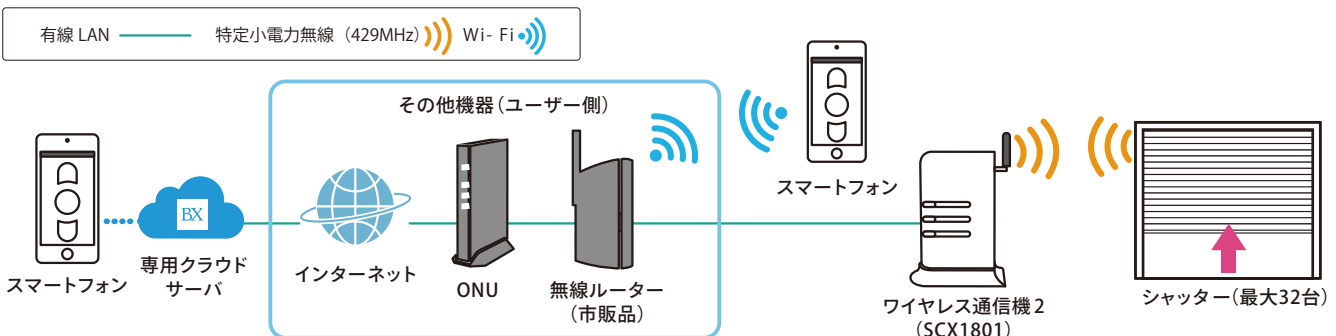 有線 LAN 特定小電力無線（429MHz） Wi- Fi
その他機器（ユーザー側）
スマートフォン
BX
スマートフォン
専用クラウド
サーバ
インターネット
ONU
無線ルーター
（市販品）
ワイヤレス通信機2
（SCX1801）
シャッター（最大32台）